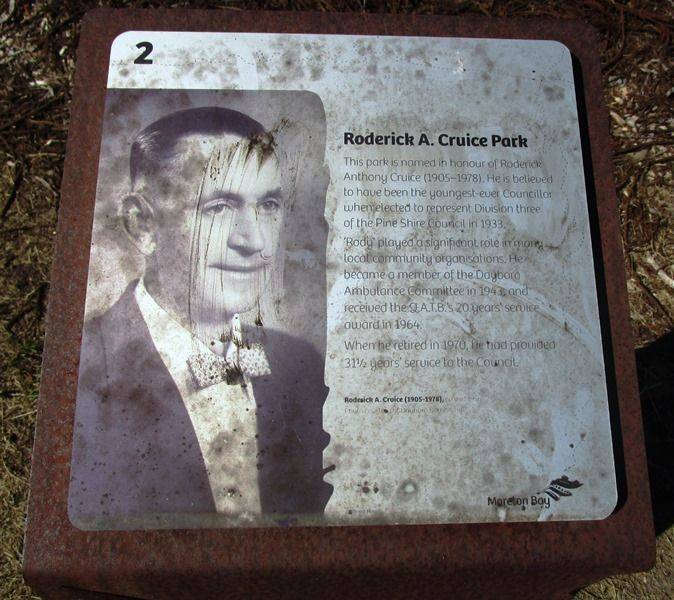 2
Roderick A. Cruice Park
This park is named in honour of Roderick
Anthony Cruice (1905–1978). He is believed
to have been the youngest-ever Councillor
when elected to represent Division three
of the Pine Shire Council in 1933.
'Rody' played a significant role in many
local community organisations. He
became a member of the Dayboro
Ambulance Committee in 1943, and
received the Q.A.T.B.'s 20 years' service
award in 1964.
When he retired in 1970, he had provided
31½ years' service to the Council.
Roderick A. Cruice (1905-1978),
Moreton Bay